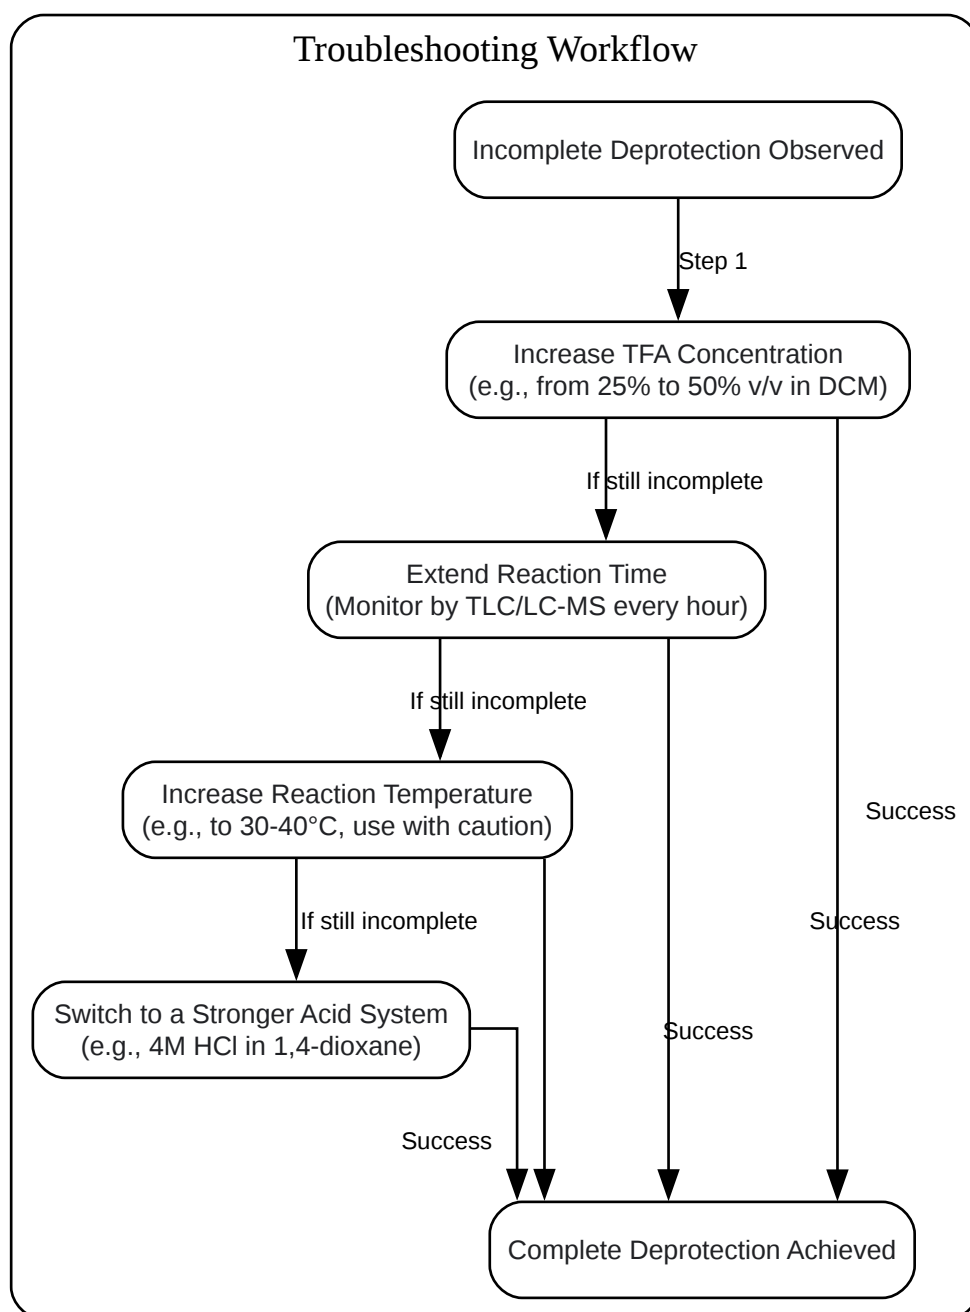 Troubleshooting Workflow
Incomplete Deprotection Observed
Step 1
Increase TFA Concentration
(e.g., from 25% to 50% v/v in DCM)
If still incomplete
Extend Reaction Time
(Monitor by TLC/LC-MS every hour)
If still incomplete
Increase Reaction Temperature
(e.g., to 30-40°C, use with caution)
Success
If still incomplete
Success
Switch to a Stronger Acid System
(e.g., 4M HCl in 1,4-dioxane)
Success
Success
Complete Deprotection Achieved